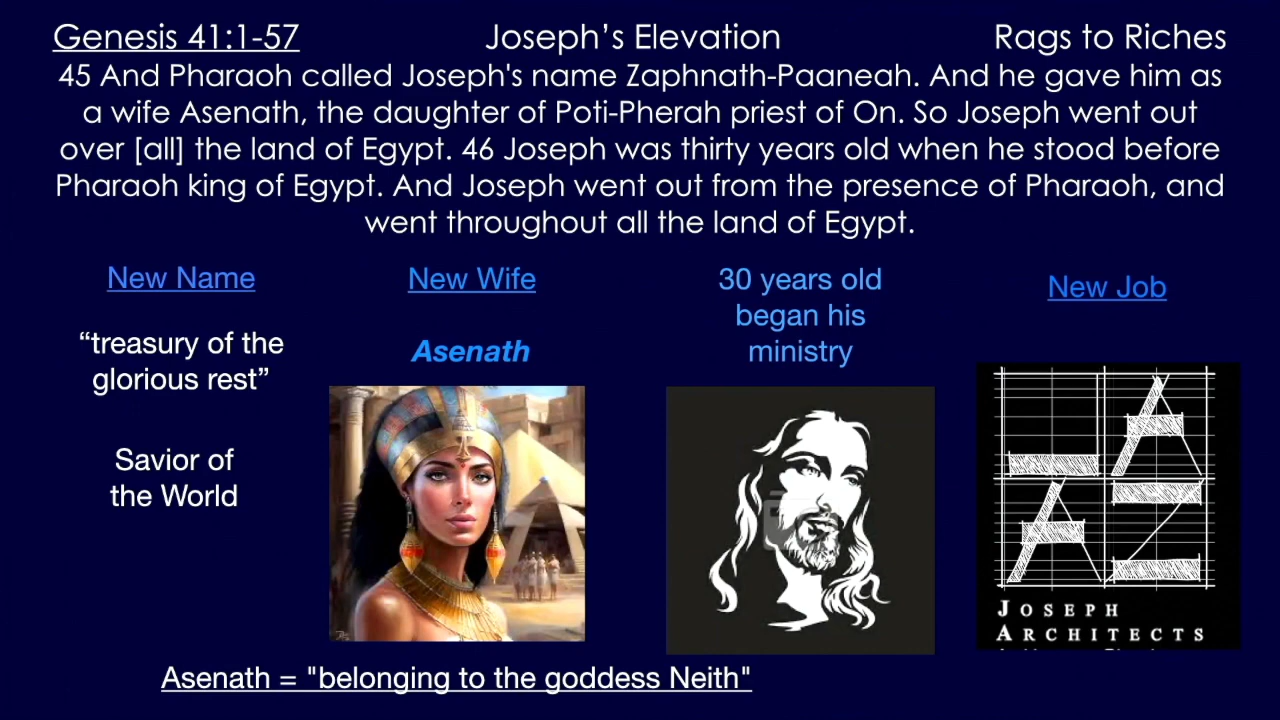 Genesis 41:1-57
Joseph’s Elevation
Rags to Riches
45 And Pharaoh called Joseph's name Zaphnath-Paaneah. And he gave him as
a wife Asenath, the daughter of Poti-Pherah priest of On. So Joseph went out
over [all] the land of Egypt. 46 Joseph was thirty years old when he stood before
Pharaoh king of Egypt. And Joseph went out from the presence of Pharaoh, and
went throughout all the land of Egypt.
New Name
“treasury of the
glorious rest”
Savior of
the World
New Wife
Asenath
30 years old
began his
ministry
New Job
JOSEPH
ARCHITECTS
Asenath = "belonging to the goddess Neith"